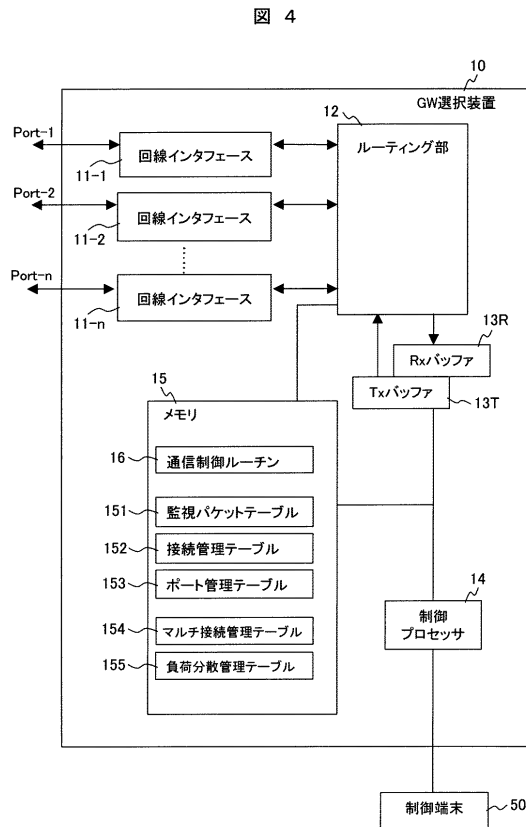 図 4
10
GW選択装置
12
ルーティング部
Port-1
回線インタフェース
11-1
Port-2
回線インタフェース
11-2
Port-n
回線インタフェース
11-n
13R
Rxバッファ
Txバッファ
13T
15
メモリ
16
通信制御ルーチン
151
監視パケットテーブル
152
接続管理テーブル
153
ポート管理テーブル
154
マルチ接続管理テーブル
155
負荷分散管理テーブル
14
制御
プロセッサ
制御端末
50